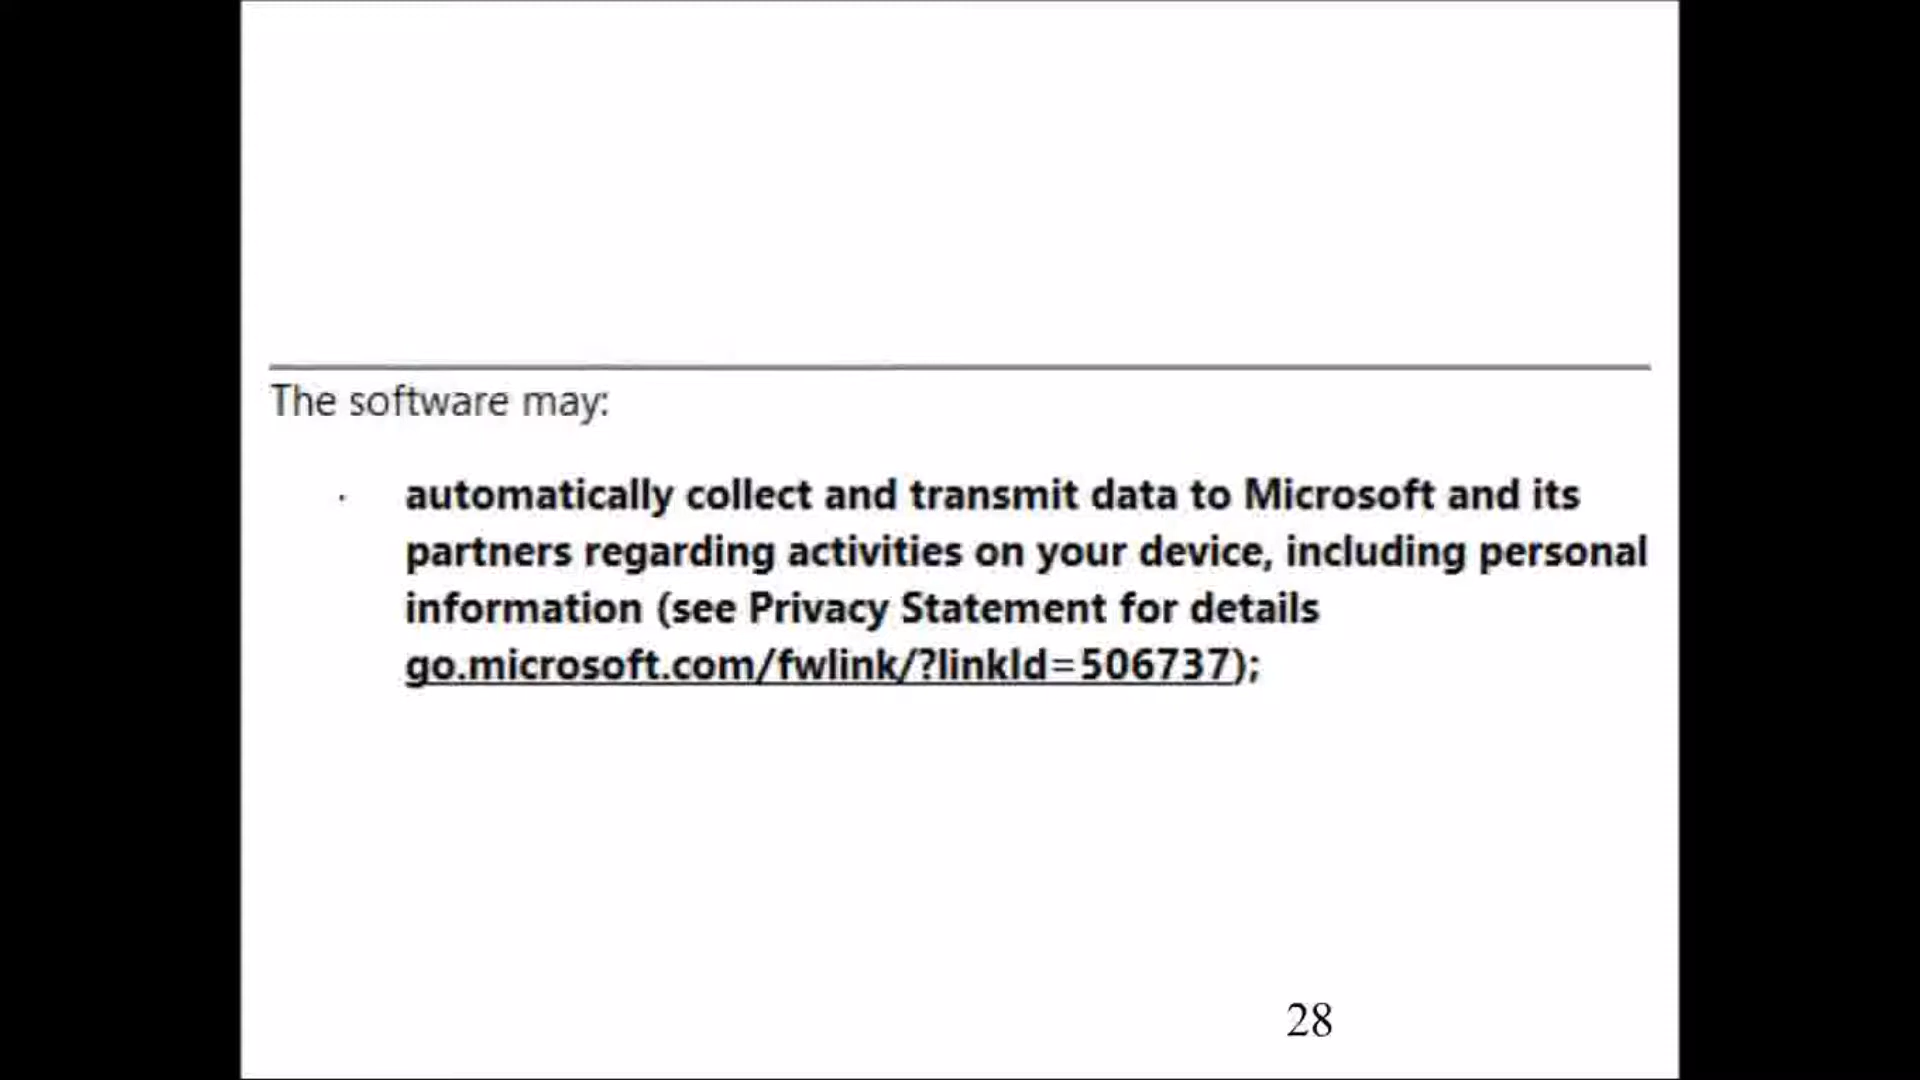 The software may:
· automatically collect and transmit data to Microsoft and its
partners regarding activities on your device, including personal
information (see Privacy Statement for details
go.microsoft.com/fwlink/?linkId=506737);
28